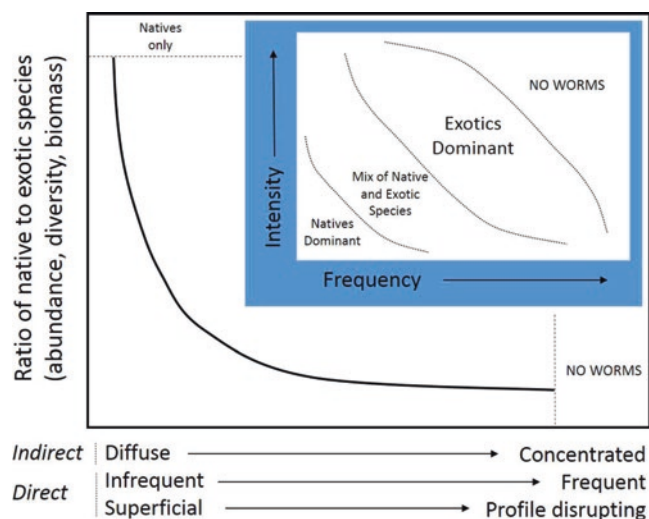 Ratio of native to exotic species
(abundance, diversity, biomass)
Natives
only
Intensity
NO WORMS
Exotics
Dominant
Mix of Native
and Exotic
Species
Natives
Dominant
Frequency
NO WORMS
Indirect Diffuse Concentrated
Direct Infrequent Frequent
Superficial Profile disrupting